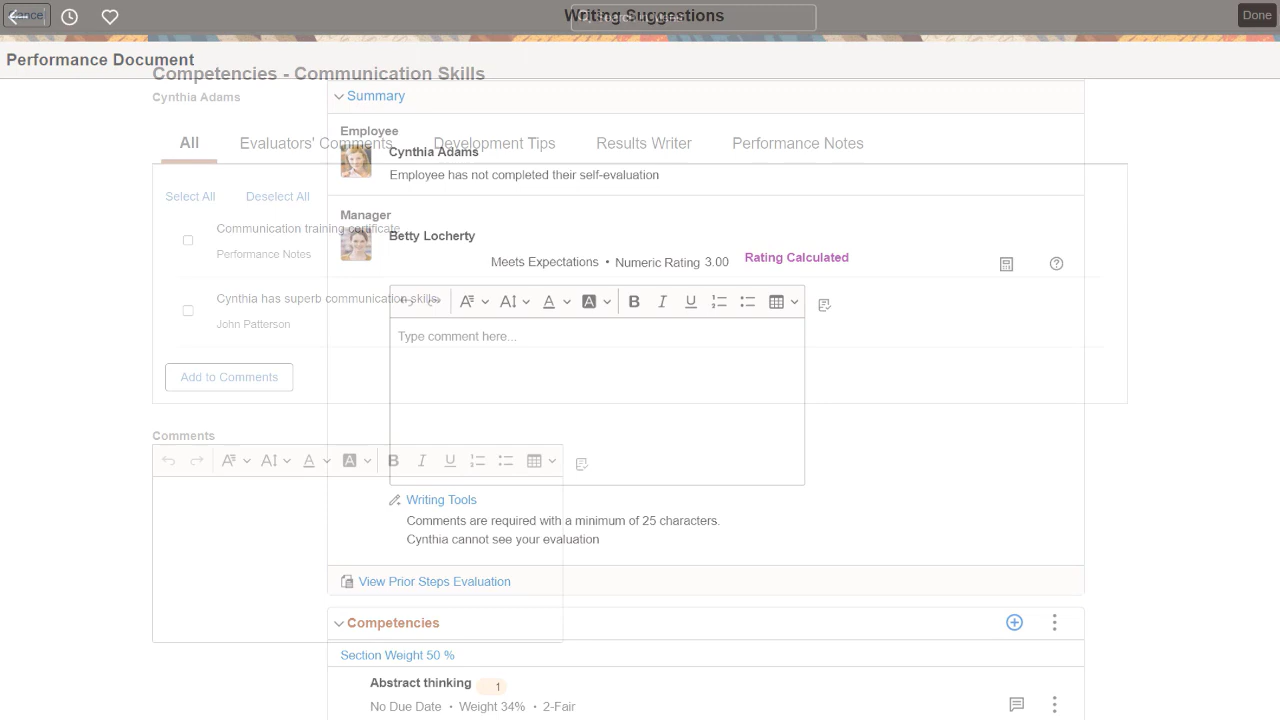 Cancel
Writing Suggestions
Done
Performance Document
Competencies - Communication Skills
Cynthia Adams
Summary
Employee
All
Evaluators' Comments
Development Tips
Results Writer
Performance Notes
Cynthia Adams
Employee has not completed their self-evaluation
Select All
Deselect All
Manager
Communication training certificate
Performance Notes
Betty Locherty
Meets Expectations • Numeric Rating 3.00
Rating Calculated
Cynthia has superb communication skills.
John Patterson
Type comment here...
Add to Comments
Comments
Writing Tools
Comments are required with a minimum of 25 characters.
Cynthia cannot see your evaluation
View Prior Steps Evaluation
Competencies
Section Weight 50 %
Abstract thinking
1
No Due Date • Weight 34% • 2-Fair